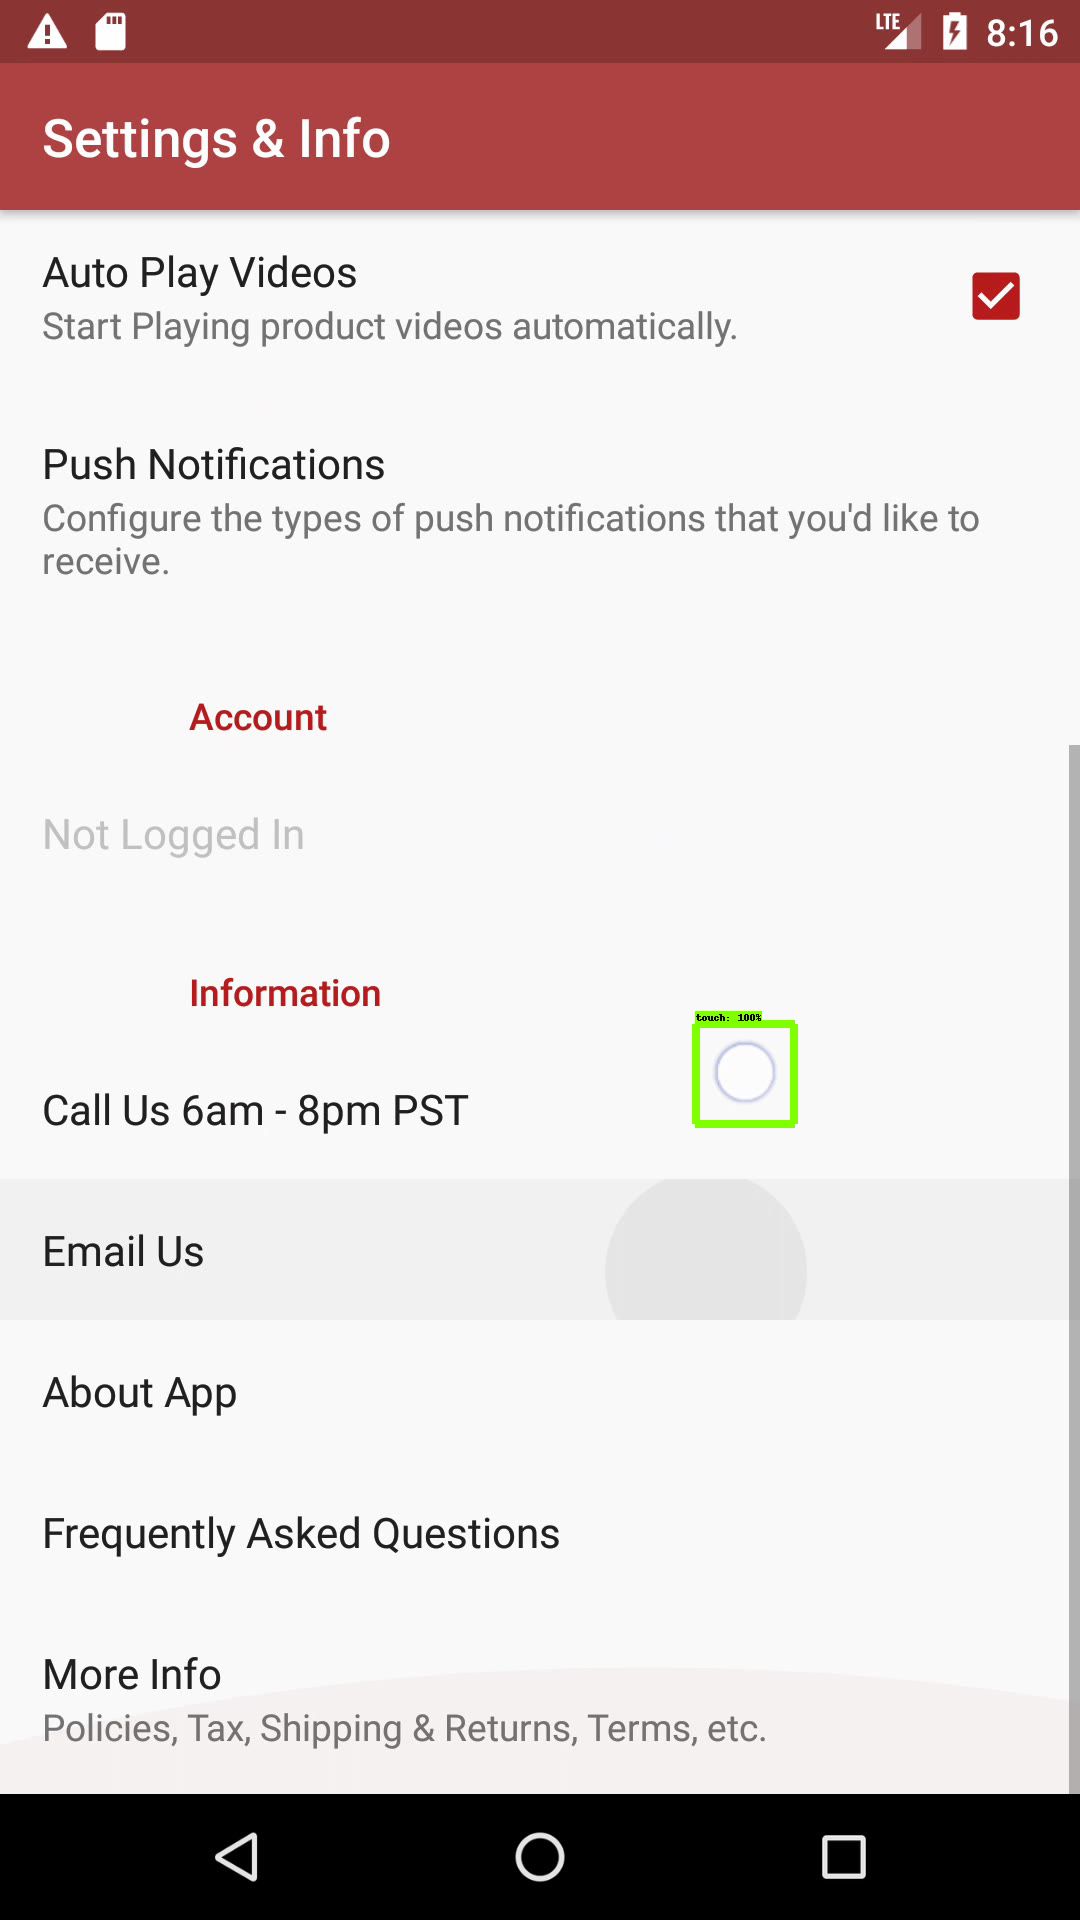 LTE 8:16
Settings & Info
Auto Play Videos
Start Playing product videos automatically.
Push Notifications
Configure the types of push notifications that you'd like to
receive.
Account
Not Logged In
Information
touch: 100%
Call Us 6am - 8pm PST
Email Us
About App
Frequently Asked Questions
More Info
Policies, Tax, Shipping & Returns, Terms, etc.